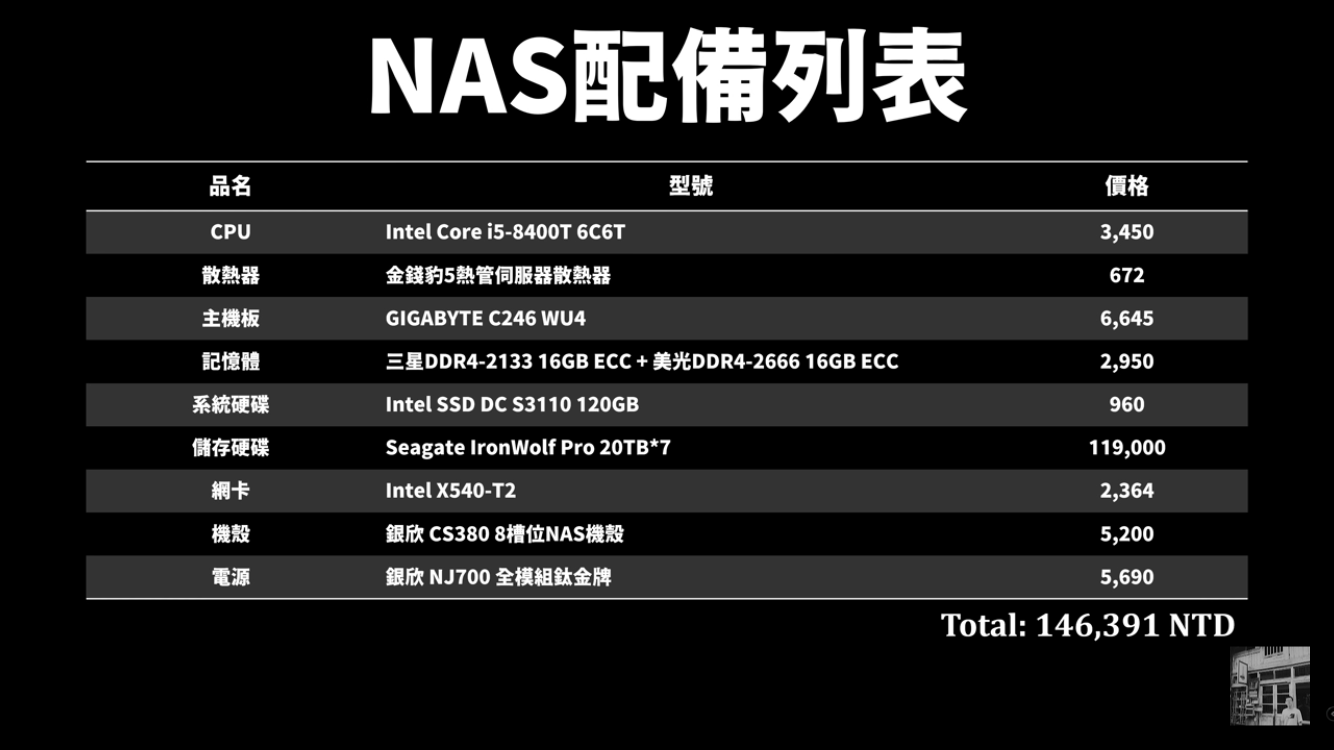 NAS配備列表
品名 型號 價格
CPU Intel Core i5-8400T 6C6T 3,450
散熱器 金錢豹5熱管伺服器散熱器 672
主機板 GIGABYTE C246 WU4 6,645
記憶體 三星DDR4-2133 16GB ECC + 美光DDR4-2666 16GB ECC 2,950
系統硬碟 Intel SSD DC S3110 120GB 960
儲存硬碟 Seagate IronWolf Pro 20TB*7 119,000
網卡 Intel X540-T2 2,364
機殼 銀欣 CS380 8槽位NAS機殼 5,200
電源 銀欣 NJ700 全模組鈦金牌 5,690
Total: 146,391 NTD